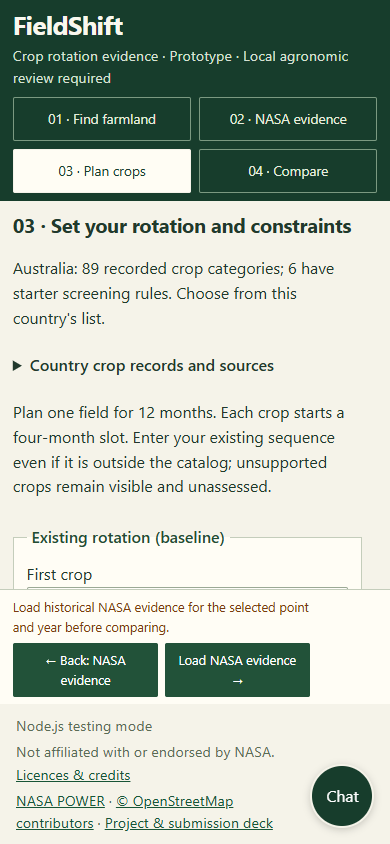 FieldShift
Crop rotation evidence · Prototype · Local agronomic
review required
01 · Find farmland
02 · NASA evidence
03 · Plan crops
04 · Compare
03 · Set your rotation and constraints
Australia: 89 recorded crop categories; 6 have
starter screening rules. Choose from this
country's list.
▶ Country crop records and sources
Plan one field for 12 months. Each crop starts a
four-month slot. Enter your existing sequence
even if it is outside the catalog; unsupported
crops remain visible and unassessed.
Existing rotation (baseline)
First crop
Load historical NASA evidence for the selected point
and year before comparing.
← Back: NASA
evidence
Load NASA evidence
→
Node.js testing mode
Not affiliated with or endorsed by NASA.
Licences & credits
NASA POWER · © OpenStreetMap
contributors · Project & submission deck
Chat